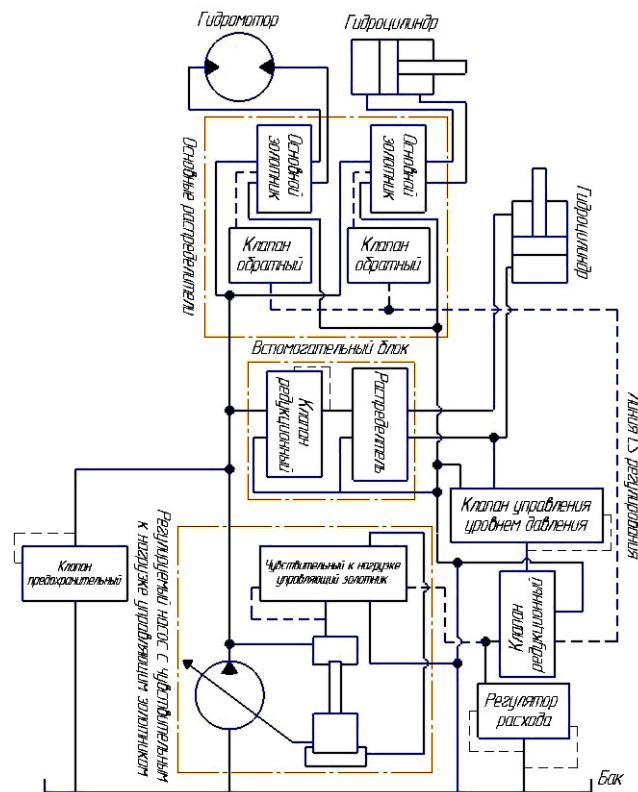 Гидромотор
Гидроцилиндр
Основные распределители
Основной
золотник
Основной
золотник
Клапан
обратный
Клапан
обратный
Гидроцилиндр
Вспомогательный блок
Клапан
редукционный
Распределитель
Линия LS регулирования
Клапан управления
уровнем давления
Клапан
предохранительный
Регулируемый насос с чувствительным
к нагрузке управляющим золотником
Чувствительный к нагрузке
управляющий золотник
Клапан
редукционный
Регулятор
расхода
Бак